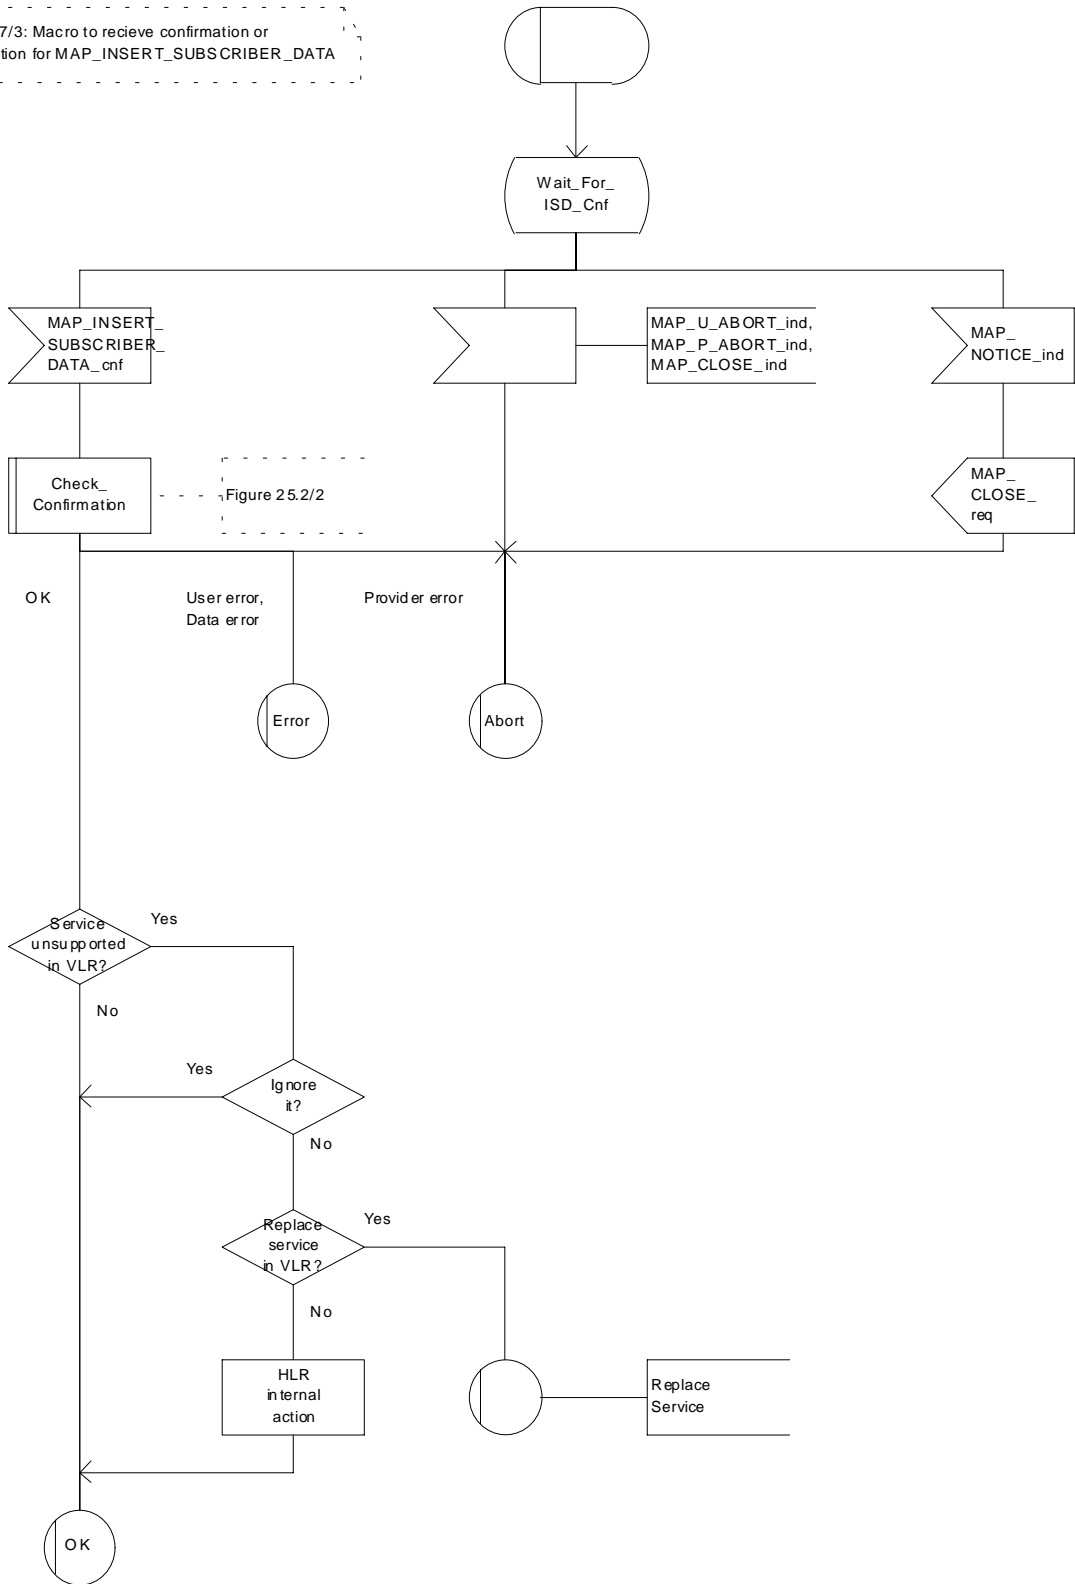 7/3: Macro to recieve confirmation or
tion for MAP_INSERT_SUBSCRIBER_DATA
Wait_For_
ISD_Cnf
MAP_INSERT_
SUBSCRIBER_
DATA_cnf
MAP_U_ABORT_ind,
MAP_P_ABORT_ind,
MAP_CLOSE_ind
MAP_
NOTICE_ind
Check_
Confirmation
Figure 25.2/2
MAP_
CLOSE_
req
OK
User error,
Data error
Provider error
Error
Abort
Service
unsupported
in VLR?
Yes
No
Yes
Ignore
it?
No
Replace
service
in VLR?
Yes
No
HLR
internal
action
Replace
Service
OK